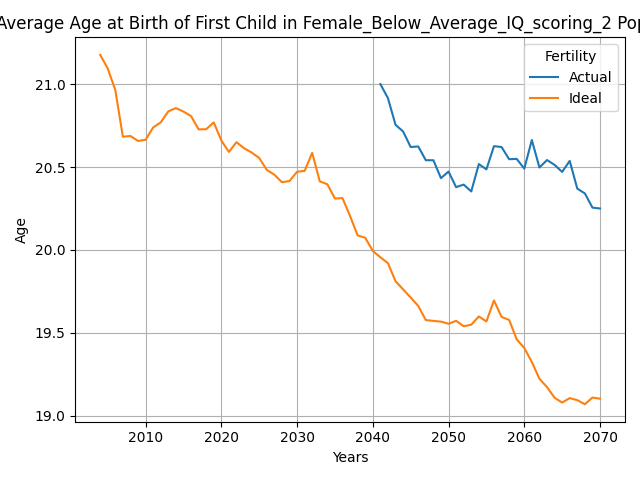 Average Age at Birth of First Child in Female_Below_Average_IQ_scoring_2
Fertility
Actual
Ideal
21.0
20.5
20.0
19.5
19.0
Age
2010
2020
2030
2040
2050
2060
2070
Years